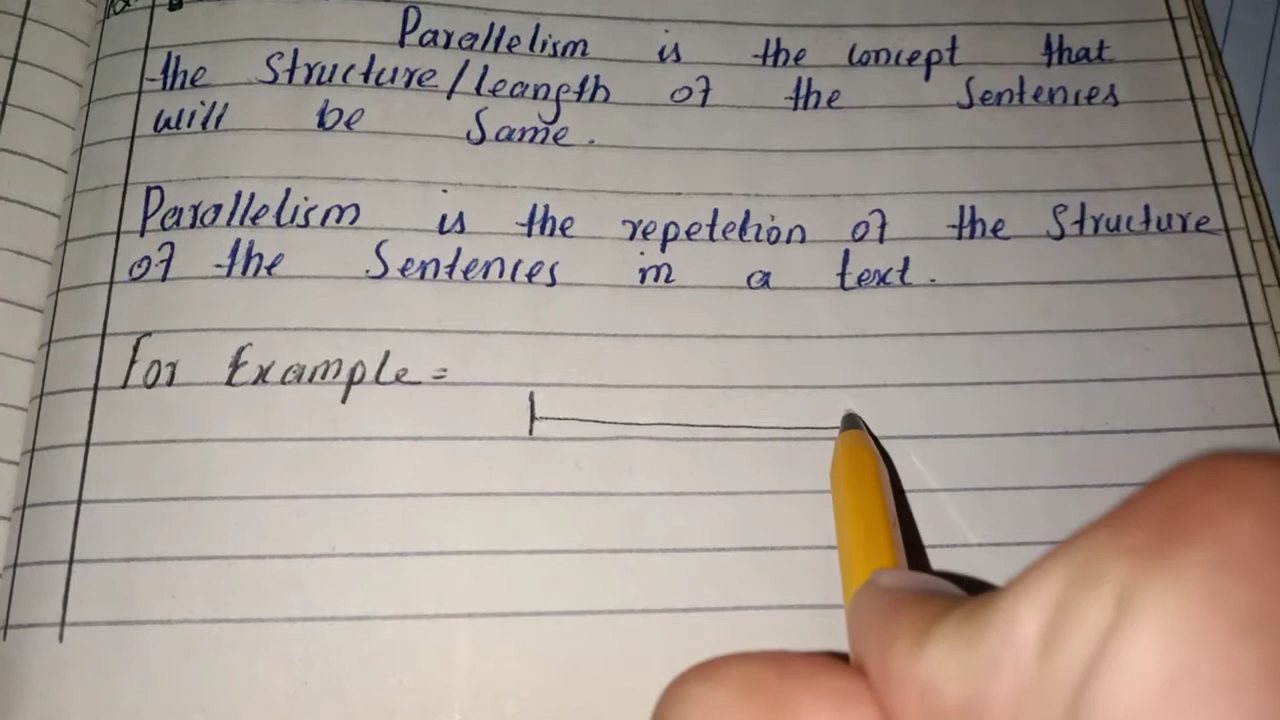 Parallelism is the concept that
the Structure/leangth of the Sentences
will be Same.
Parallelism is the repetetion of the Structure
of the Sentences in a text.
For Example=